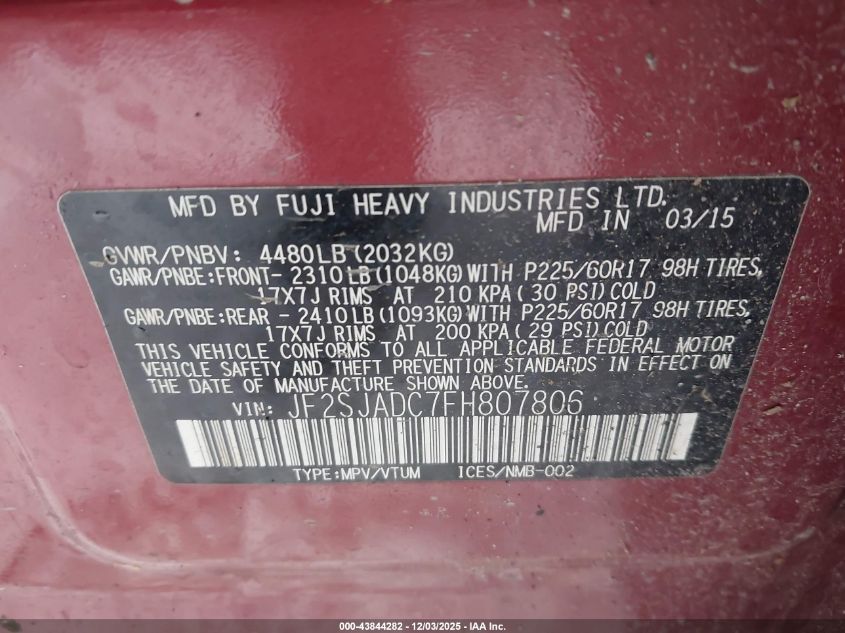 MFD BY FUJI HEAVY INDUSTRIES LTD.
MFD IN 03/15
GVWR/PNBV: 4480LB(2032KG)
GAWR/PNBE:FRONT- 2310LB(1048KG)WITH P225/60R17 98H TIRES,
17X7J RIMS AT 210 KPA( 30 PSI)COLD
GAWR/PNBE:REAR - 2410LB(1093KG)WITH P225/60R17 98H TIRES,
17X7J RIMS AT 200 KPA( 29 PSI)COLD
THIS VEHICLE CONFORMS TO ALL APPLICABLE FEDERAL MOTOR
VEHICLE SAFETY AND THEFT PREVENTION STANDARDS IN EFFECT ON
THE DATE OF MANUFACTURE SHOWN ABOVE.
VIN: JF2SJADC7FH807806
TYPE:MPV/VTUM ICES/NMB-002
000-43844282 - 12/03/2025 - IAA Inc.